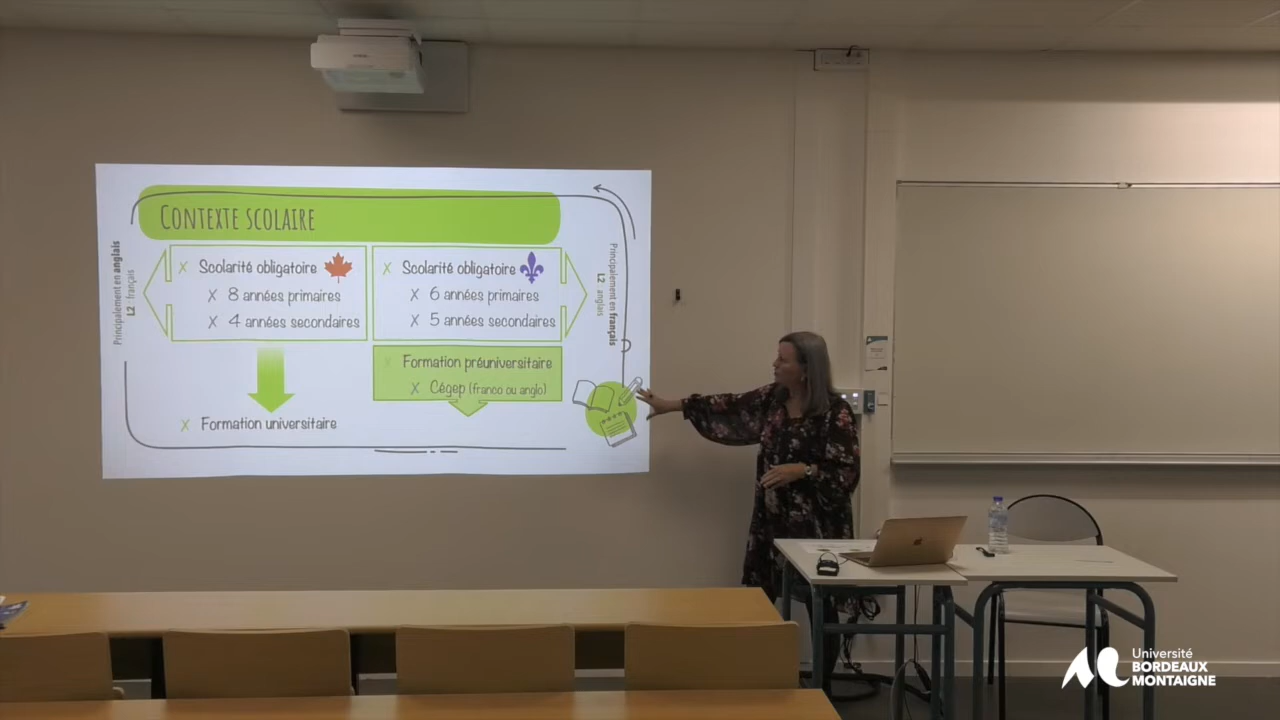 CONTEXTE SCOLAIRE
Principalement en anglais
L2 : français
X Scolarité obligatoire
X 8 années primaires
X 4 années secondaires
X Formation universitaire
X Scolarité obligatoire
X 6 années primaires
X 5 années secondaires
Formation préuniversitaire
X Cégep (franco ou anglo)
Principalement en français
L2 : anglais
Université
BORDEAUX
MONTAIGNE